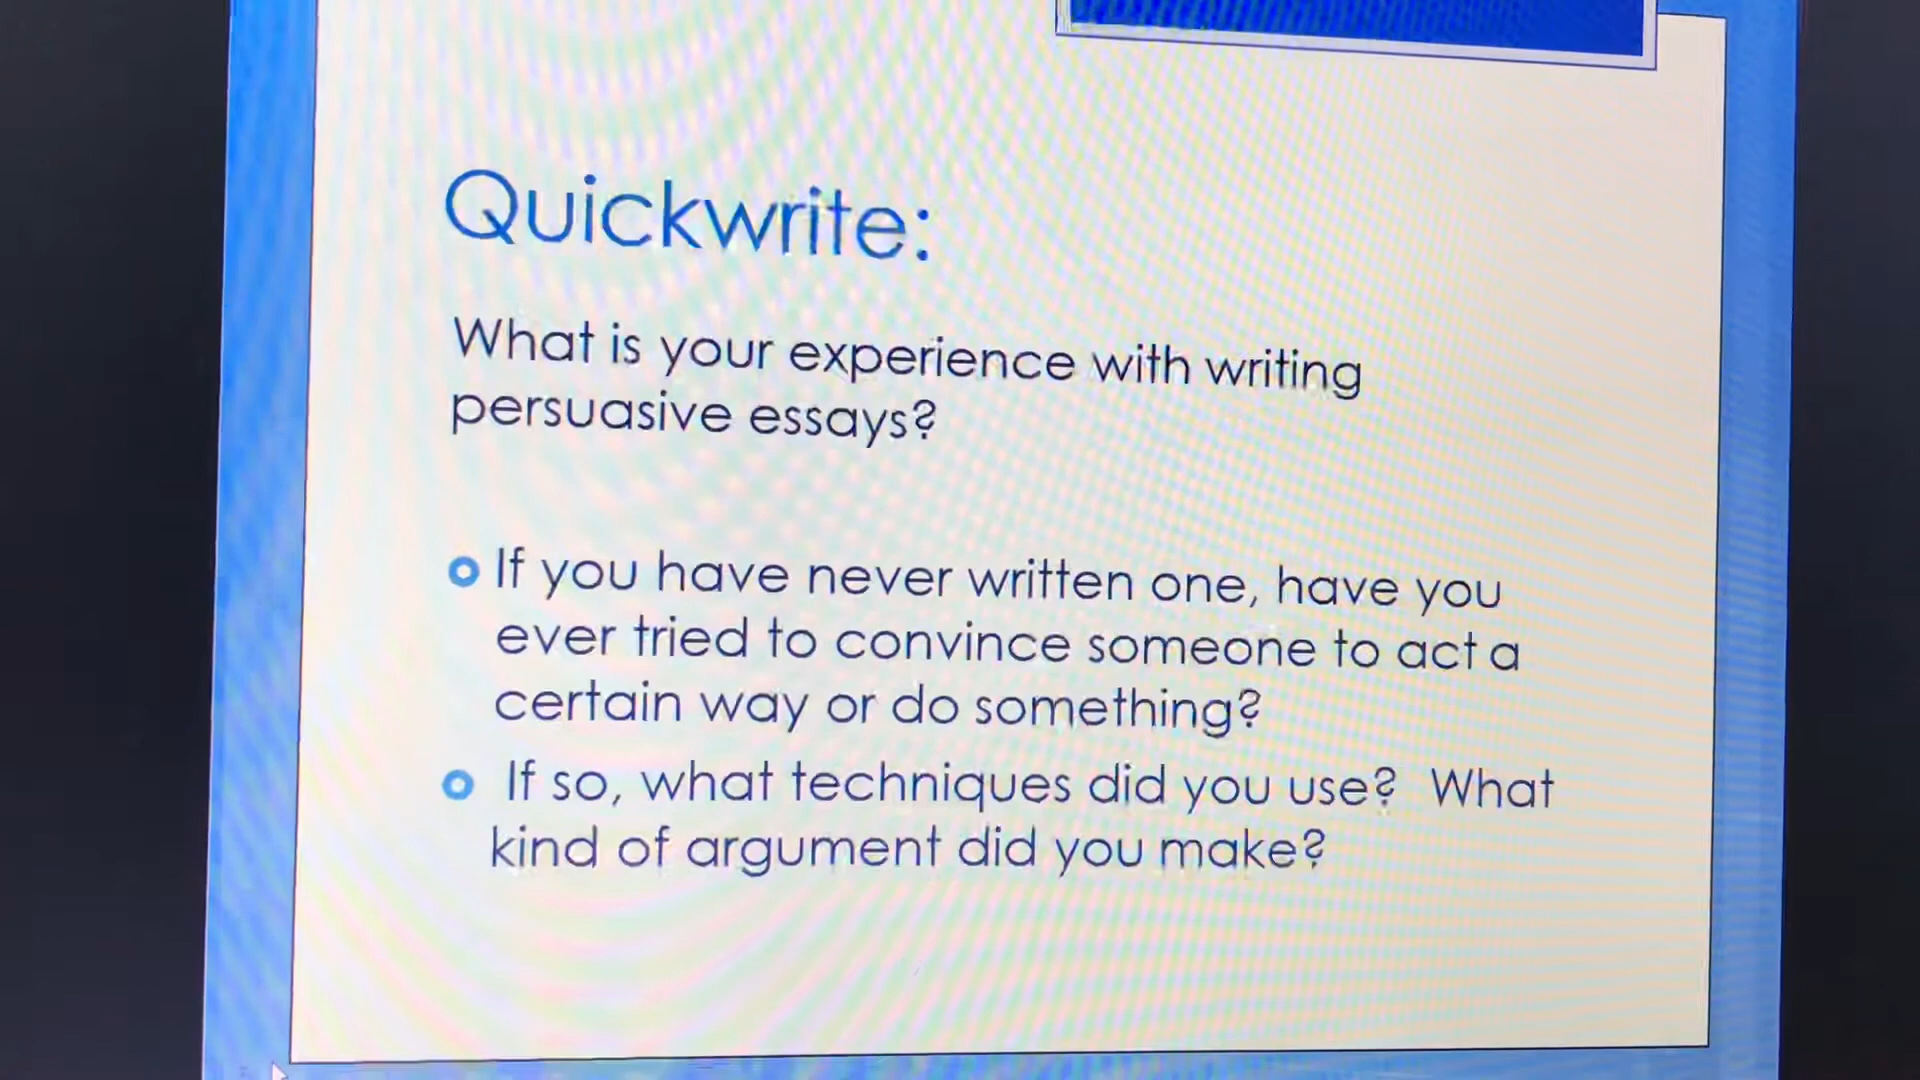 Quickwrite:
What is your experience with writing
persuasive essays?
If you have never written one, have you
ever tried to convince someone to act a
certain way or do something?
If so, what techniques did you use? What
kind of argument did you make?